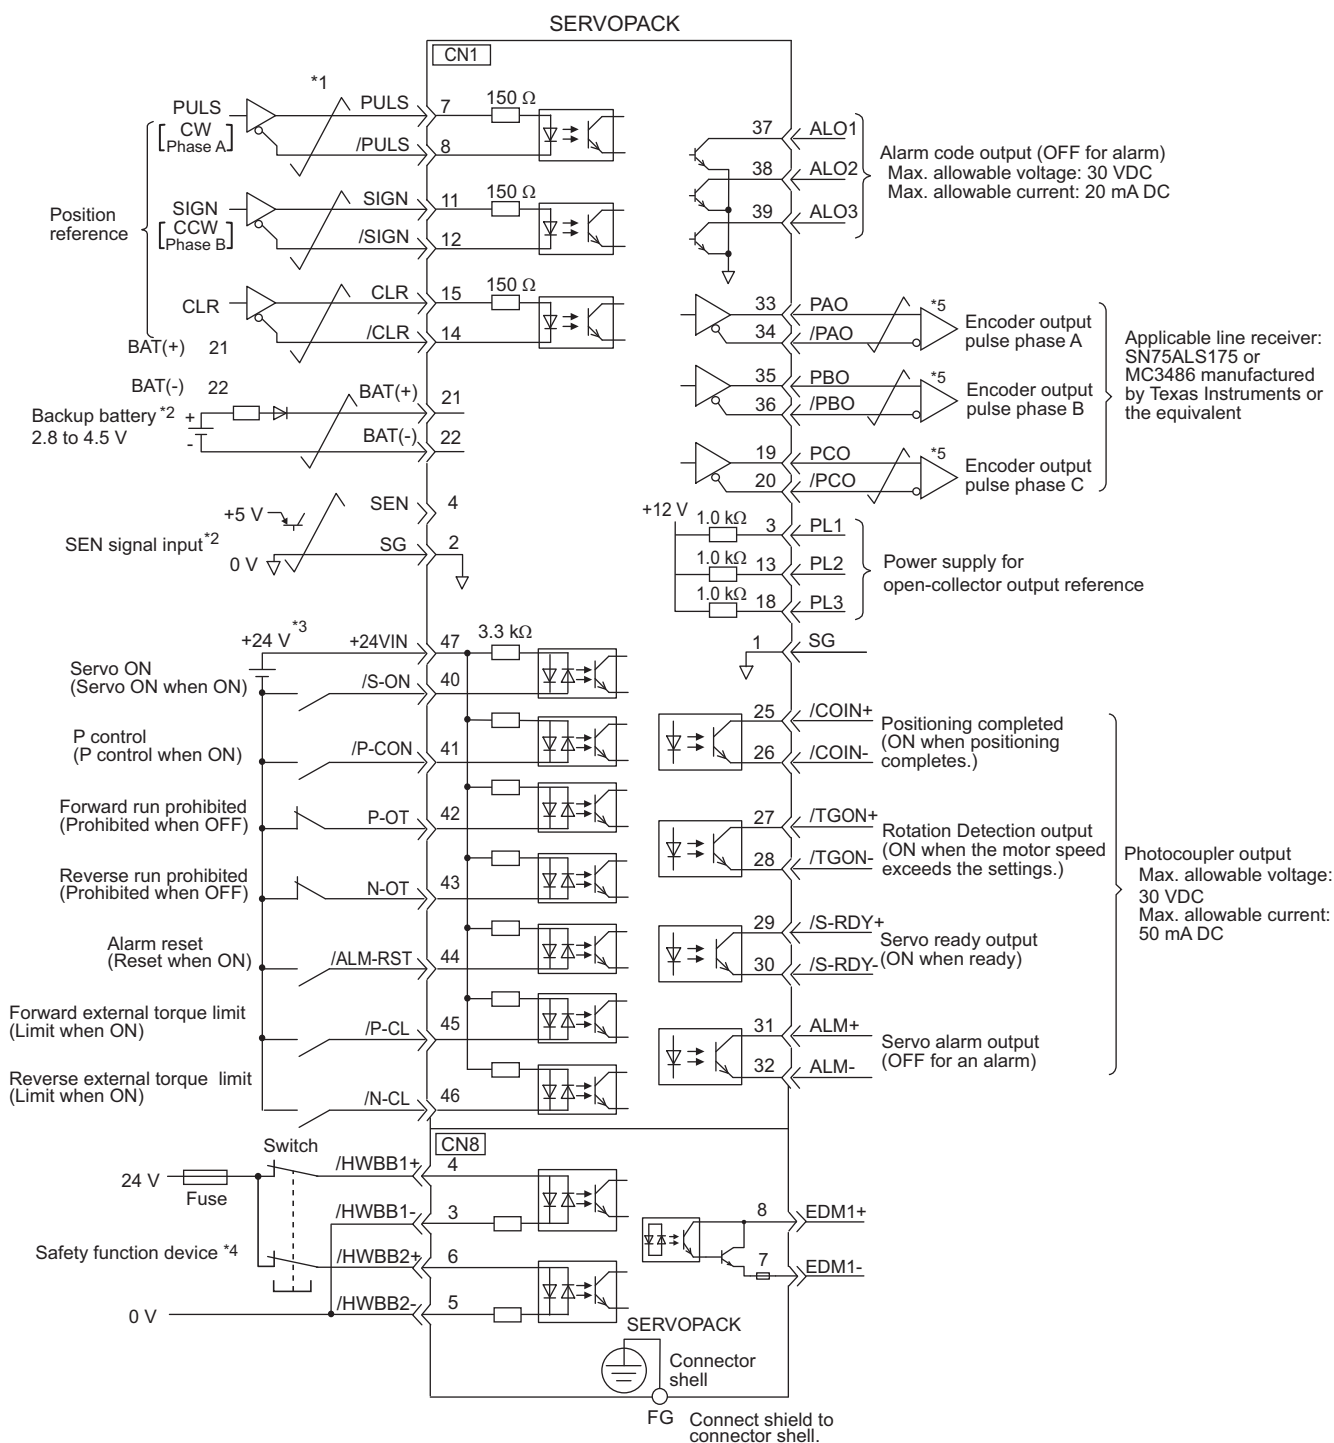 SERVOPACK
CN1
*1
PULS
[CW
Phase A]
PULS
7
150 Ω
/PULS
8
Position
reference
SIGN
[CCW
Phase B]
SIGN
11
150 Ω
/SIGN
12
CLR
CLR
15
150 Ω
/CLR
14
BAT(+) 21
BAT(-) 22
Backup battery *2
2.8 to 4.5 V
+
-
BAT(+)
21
BAT(-)
22
SEN
4
+5 V
SEN signal input*2
0 V
SG
2
+24 V *3
+24VIN
47
3.3 kΩ
Servo ON
(Servo ON when ON)
/S-ON
40
P control
(P control when ON)
/P-CON
41
Forward run prohibited
(Prohibited when OFF)
P-OT
42
Reverse run prohibited
(Prohibited when OFF)
N-OT
43
Alarm reset
(Reset when ON)
/ALM-RST
44
Forward external torque limit
(Limit when ON)
/P-CL
45
Reverse external torque limit
(Limit when ON)
/N-CL
46
37
ALO1
38
ALO2
39
ALO3
Alarm code output (OFF for alarm)
Max. allowable voltage: 30 VDC
Max. allowable current: 20 mA DC
33
PAO
34
/PAO
*5
Encoder output
pulse phase A
35
PBO
36
/PBO
*5
Encoder output
pulse phase B
19
PCO
20
/PCO
*5
Encoder output
pulse phase C
Applicable line receiver:
SN75ALS175 or
MC3486 manufactured
by Texas Instruments or
the equivalent
+12 V
1.0 kΩ
3
PL1
1.0 kΩ
13
PL2
1.0 kΩ
18
PL3
Power supply for
open-collector output reference
1
SG
25
/COIN+
26
/COIN-
Positioning completed
(ON when positioning
completes.)
27
/TGON+
28
/TGON-
Rotation Detection output
(ON when the motor speed
exceeds the settings.)
29
/S-RDY+
30
/S-RDY-
Servo ready output
(ON when ready)
31
ALM+
32
ALM-
Servo alarm output
(OFF for an alarm)
Photocoupler output
Max. allowable voltage:
30 VDC
Max. allowable current:
50 mA DC
CN8
Switch
24 V
Fuse
/HWBB1+
4
/HWBB1-
3
Safety function device *4
/HWBB2+
6
/HWBB2-
5
0 V
8
EDM1+
7
EDM1-
SERVOPACK
Connector
shell
FG
Connect shield to
connector shell.